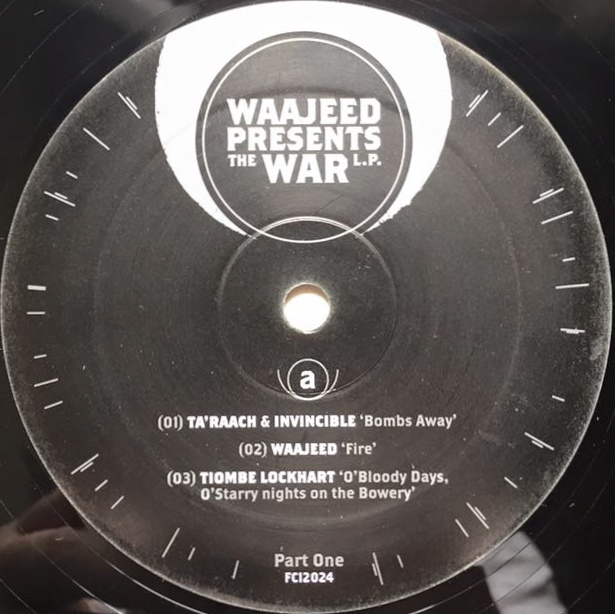 WAAJEED
PRESENTS
THE WAR L.P.
a
(01) TA'RAACH & INVINCIBLE 'Bombs Away'
(02) WAAJEED 'Fire'
(03) TIOMBE LOCKHART 'O'Bloody Days,
O'Starry nights on the Bowery'
Part One
FCI2024